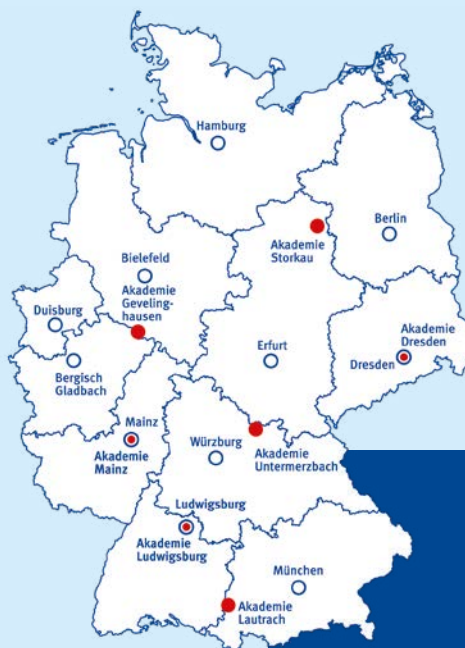 Hamburg
Berlin
Akademie
Storkau
Bielefeld
Akademie
Geveling-
hausen
Duisburg
Bergisch
Gladbach
Erfurt
Akademie
Dresden
Dresden
Mainz
Akademie
Mainz
Würzburg
Akademie
Untermerzbach
Ludwigsburg
Akademie
Ludwigsburg
München
Akademie
Lautrach